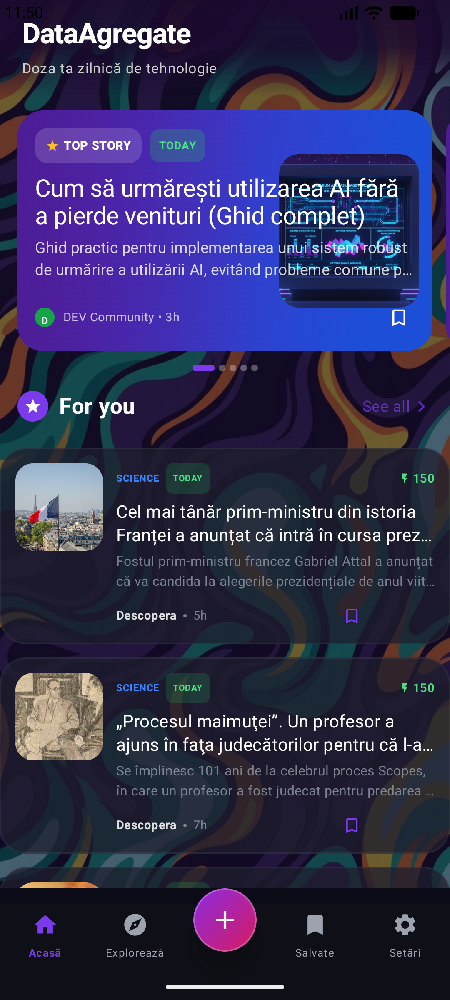 11:50
DataAgregate
Doza ta zilnică de tehnologie
TOP STORY TODAY
Cum să urmărești utilizarea AI fără
a pierde venituri (Ghid complet)
Ghid practic pentru implementarea unui sistem robust
de urmărire a utilizării AI, evitând probleme comune p…
REVENUE ANALYTICS
BILLABLE USAGE METRICS
D DEV Community • 3h
For you
See all
SCIENCE TODAY 150
Cel mai tânăr prim-ministru din istoria
Franței a anunțat că intră în cursa prez…
Fostul prim-ministru francez Gabriel Attal a anunțat
că va candida la alegerile prezidențiale de anul viit…
Descopera • 5h
SCIENCE TODAY 150
„Procesul maimuţei”. Un profesor a
ajuns în faţa judecătorilor pentru că l-a…
Se împlinesc 101 ani de la celebrul proces Scopes,
în care un profesor a fost judecat pentru predarea …
Descopera • 7h
Acasă
Explorează
Salvate
Setări